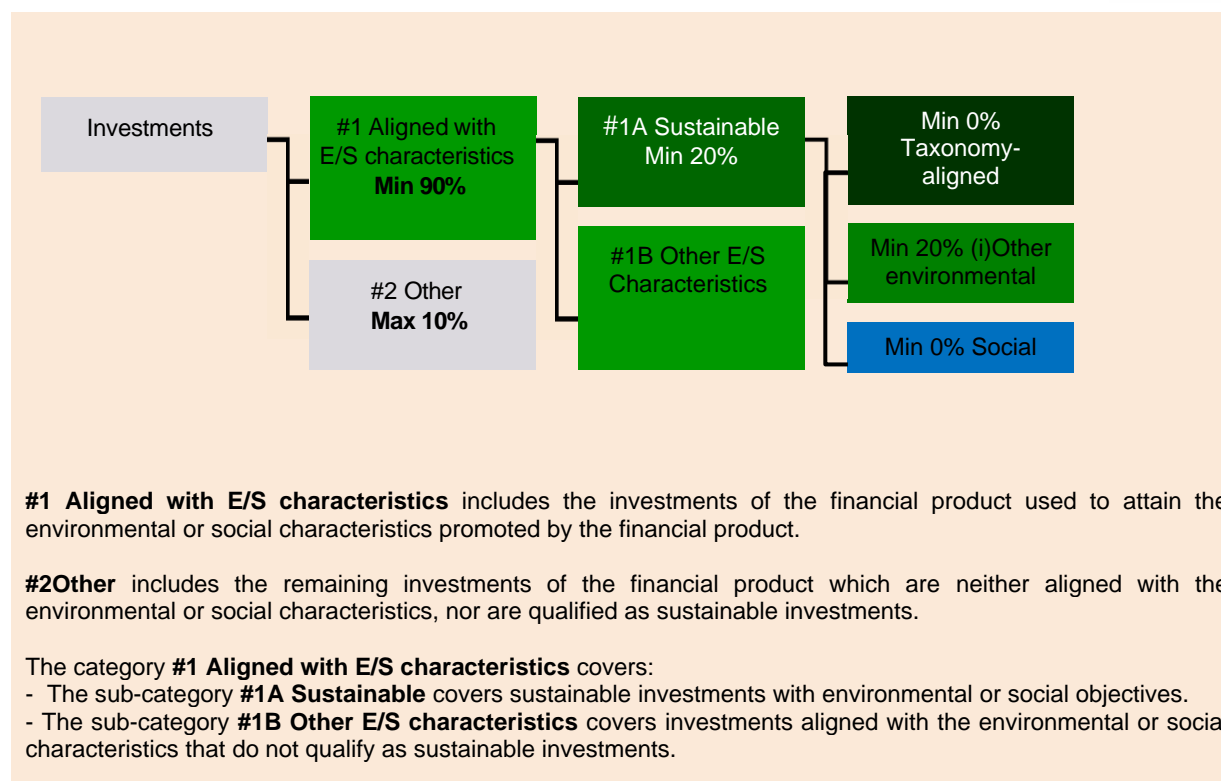 Investments
#1 Aligned with
E/S characteristics
Min 90%
#2 Other
Max 10%
#1A Sustainable
Min 20%
#1B Other E/S
Characteristics
Min 0%
Taxonomy-
aligned
Min 20% (i)Other
environmental
Min 0% Social
#1 Aligned with E/S characteristics includes the investments of the financial product used to attain the
environmental or social characteristics promoted by the financial product.
#2Other includes the remaining investments of the financial product which are neither aligned with the
environmental or social characteristics, nor are qualified as sustainable investments.
The category #1 Aligned with E/S characteristics covers:
- The sub-category #1A Sustainable covers sustainable investments with environmental or social objectives.
- The sub-category #1B Other E/S characteristics covers investments aligned with the environmental or social
characteristics that do not qualify as sustainable investments.